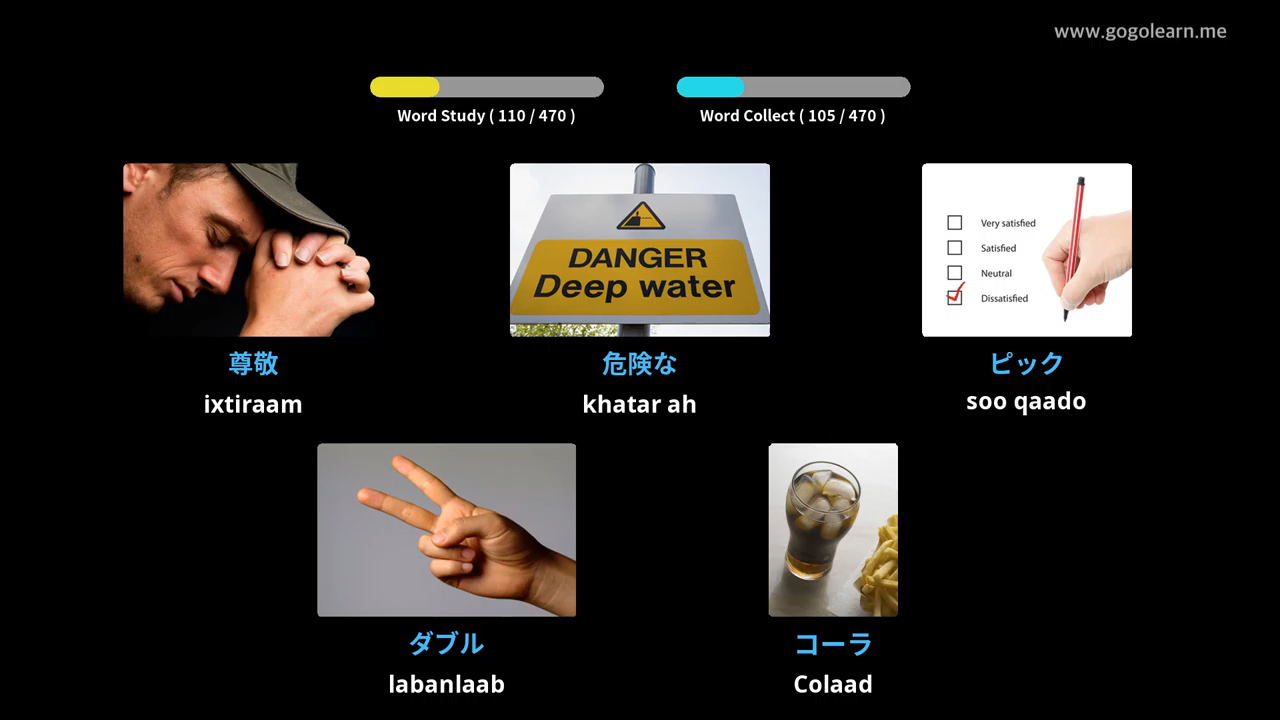 www.gogolearn.me
Word Study ( 110 / 470 )
Word Collect ( 105 / 470 )
DANGER
Deep water
Very satisfied
Satisfied
Neutral
Dissatisfied
尊敬
ixtiraam
危険な
khatar ah
ピック
soo qaado
ダブル
labanlaab
コーラ
Colaad